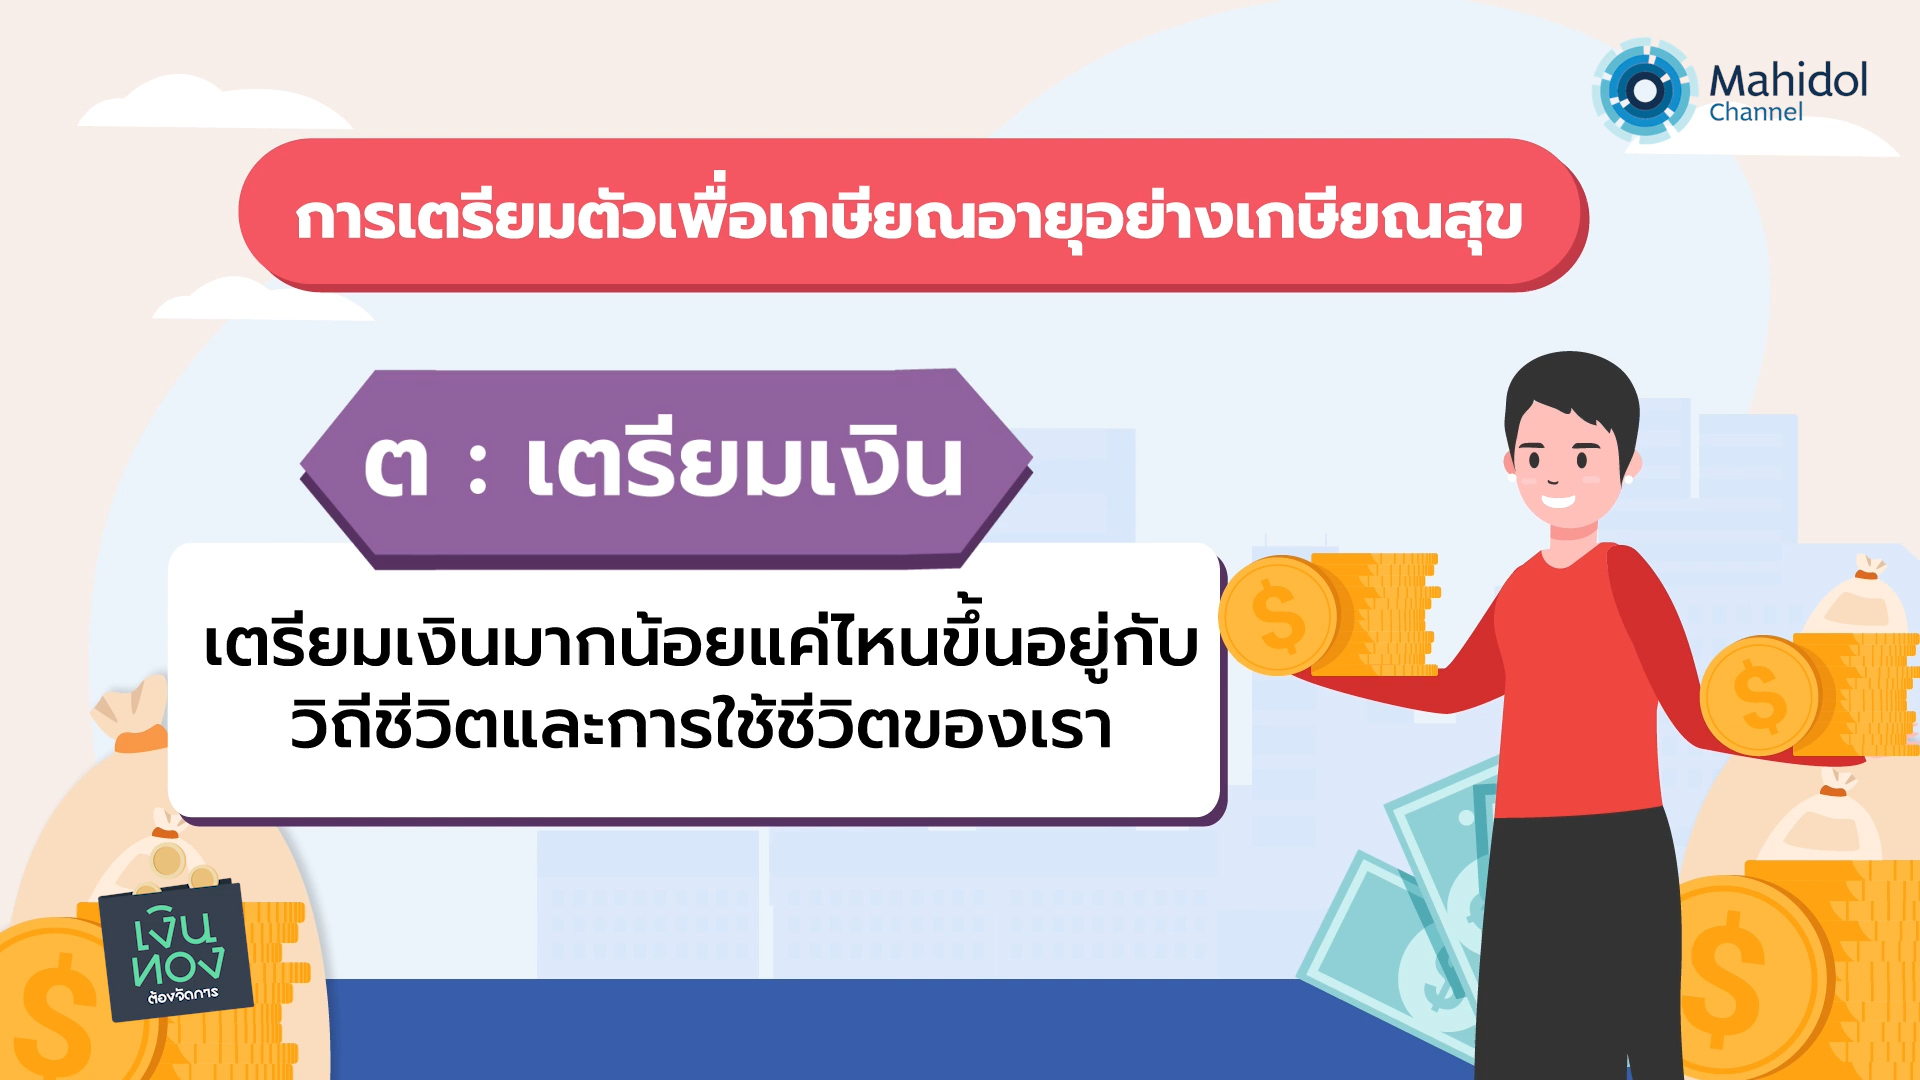 Mahidol
Channel
การเตรียมตัวเพื่อเกษียณอายุอย่างเกษียณสุข
ต : เตรียมเงิน
เตรียมเงินมากน้อยแค่ไหนขึ้นอยู่กับ
วิถีชีวิตและการใช้ชีวิตของเรา
เงิน
ทอง
ต้องจัดการ